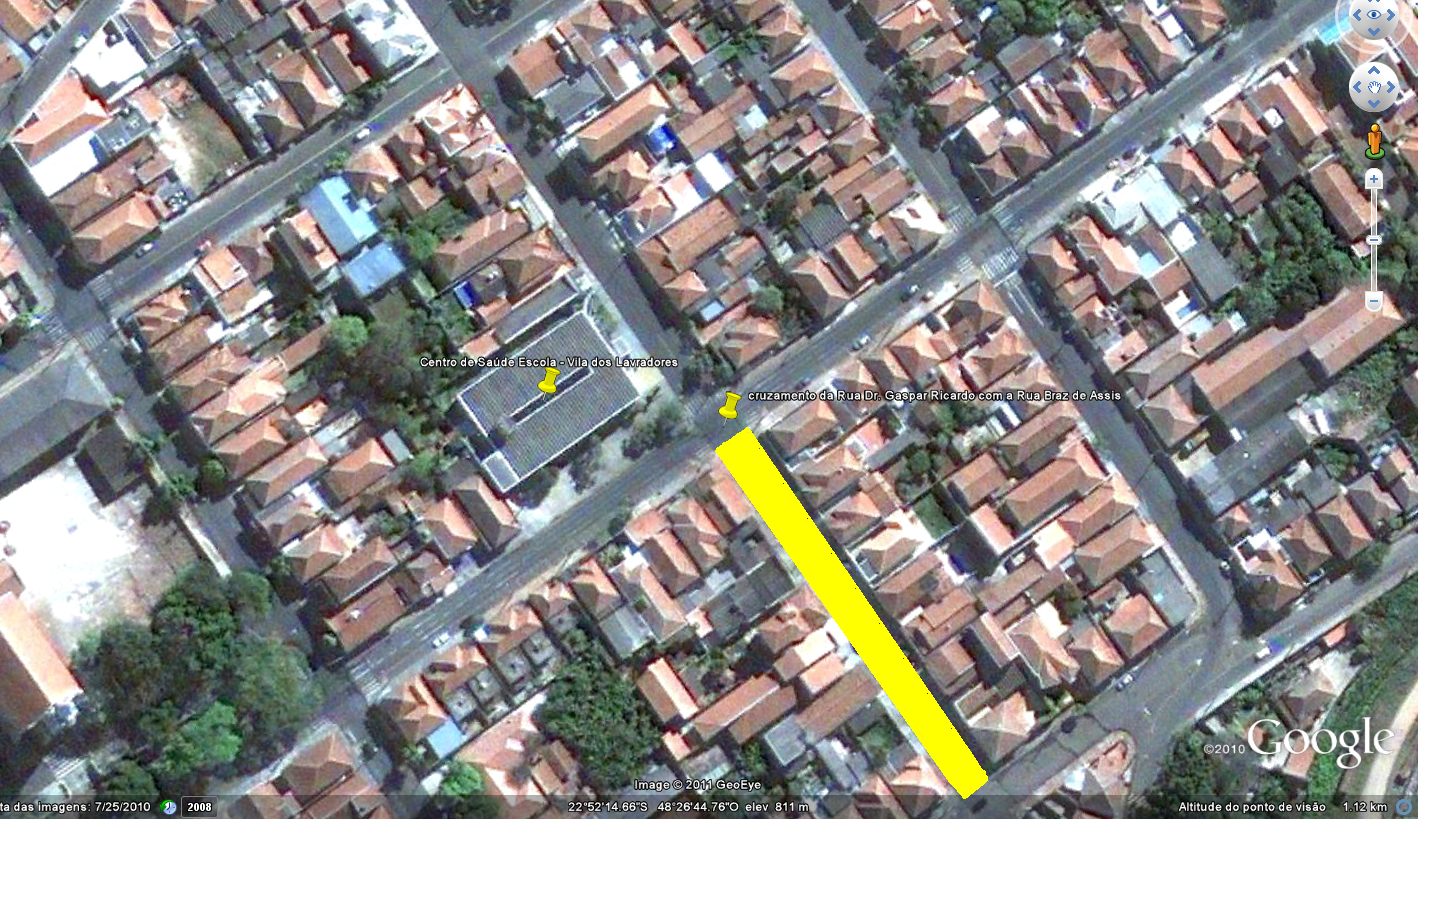 Centro de Saúde Escola - Vila dos Lavradores
cruzamento da Rua Dr. Gaspar Ricardo com a Rua Braz de Assis
©2010 Google
Image © 2011 GeoEye
ta das imagens: 7/25/2010 2008
22°52'14.66"S 48°26'44.76"O elev 811 m
Altitude do ponto de visão 1.12 km